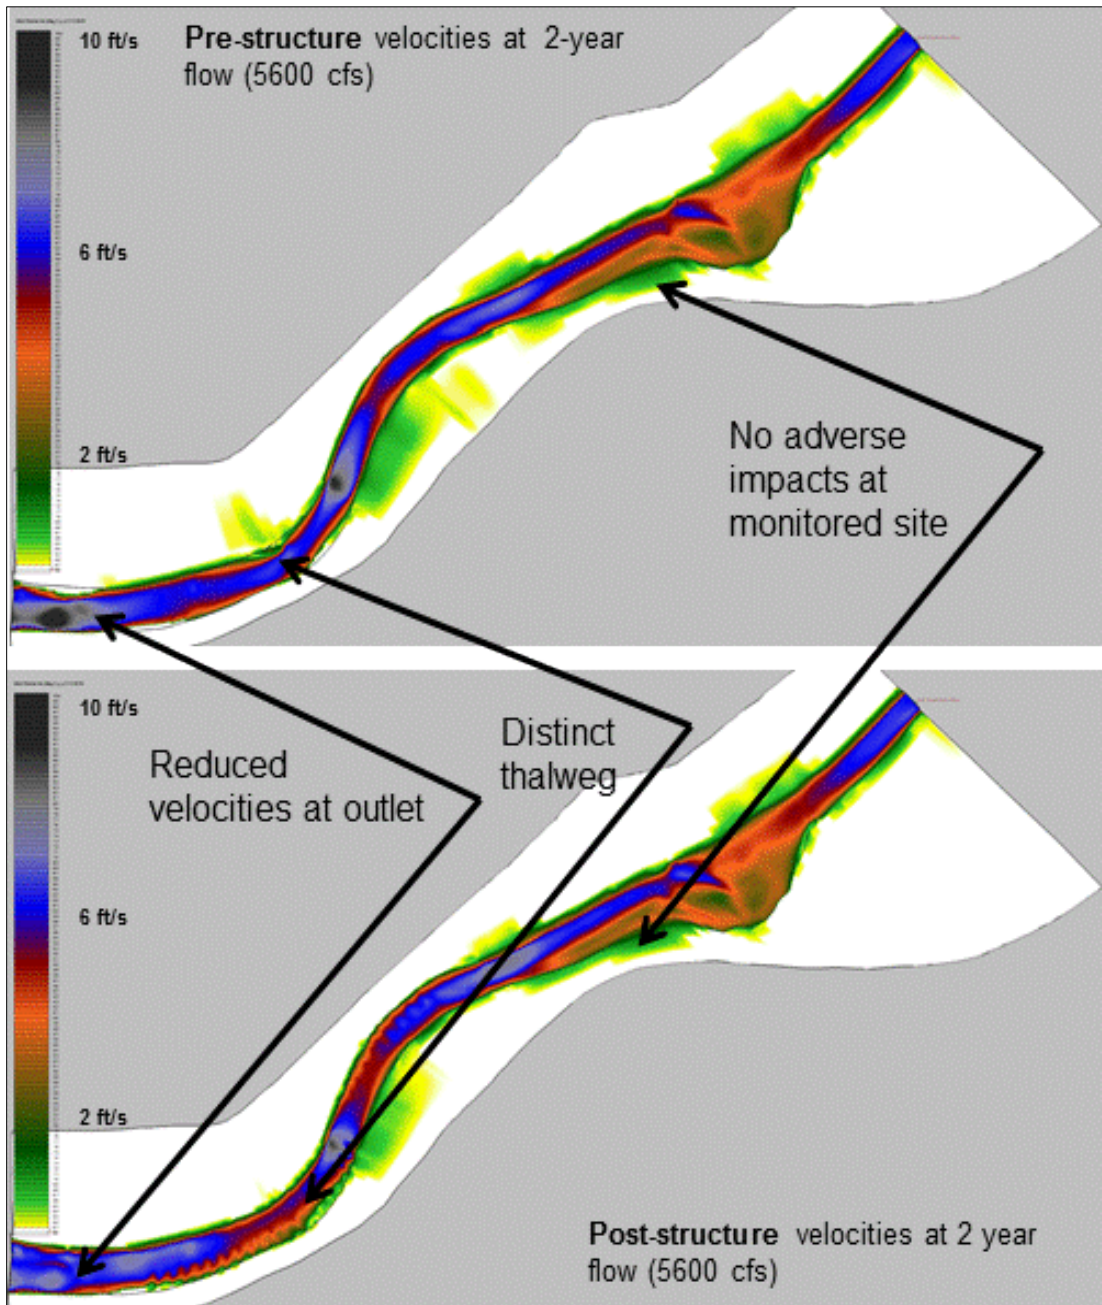 10 ft/s
Pre-structure velocities at 2-year
flow (5600 cfs)
6 ft/s
2 ft/s
No adverse
impacts at
monitored site
10 ft/s
Distinct
thalweg
Reduced
velocities at outlet
6 ft/s
2 ft/s
Post-structure velocities at 2 year
flow (5600 cfs)